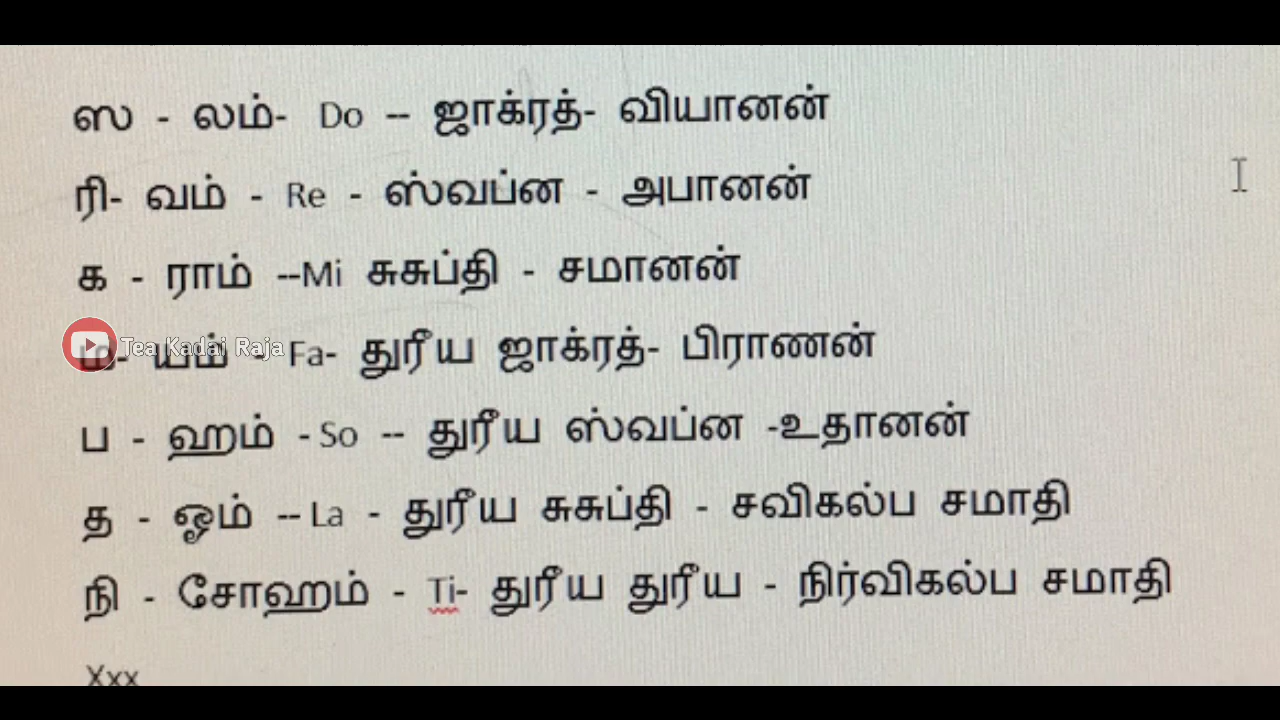 ஸ - லம்- Do -- ஜாக்ரத்- வியானன்
ரி- வம் - Re - ஸ்வப்ன - அபானன்
க - ராம் --Mi சுசுப்தி - சமானன்
ம- யம் - Fa- துரீய ஜாக்ரத்- பிராணன்
Tea Kadai Raja
ப - ஹம் - So -- துரீய ஸ்வப்ன -உதானன்
த - ஓம் -- La - துரீய சுசுப்தி - சவிகல்ப சமாதி
நி - சோஹம் - Ti- துரீய துரீய - நிர்விகல்ப சமாதி
Xxx